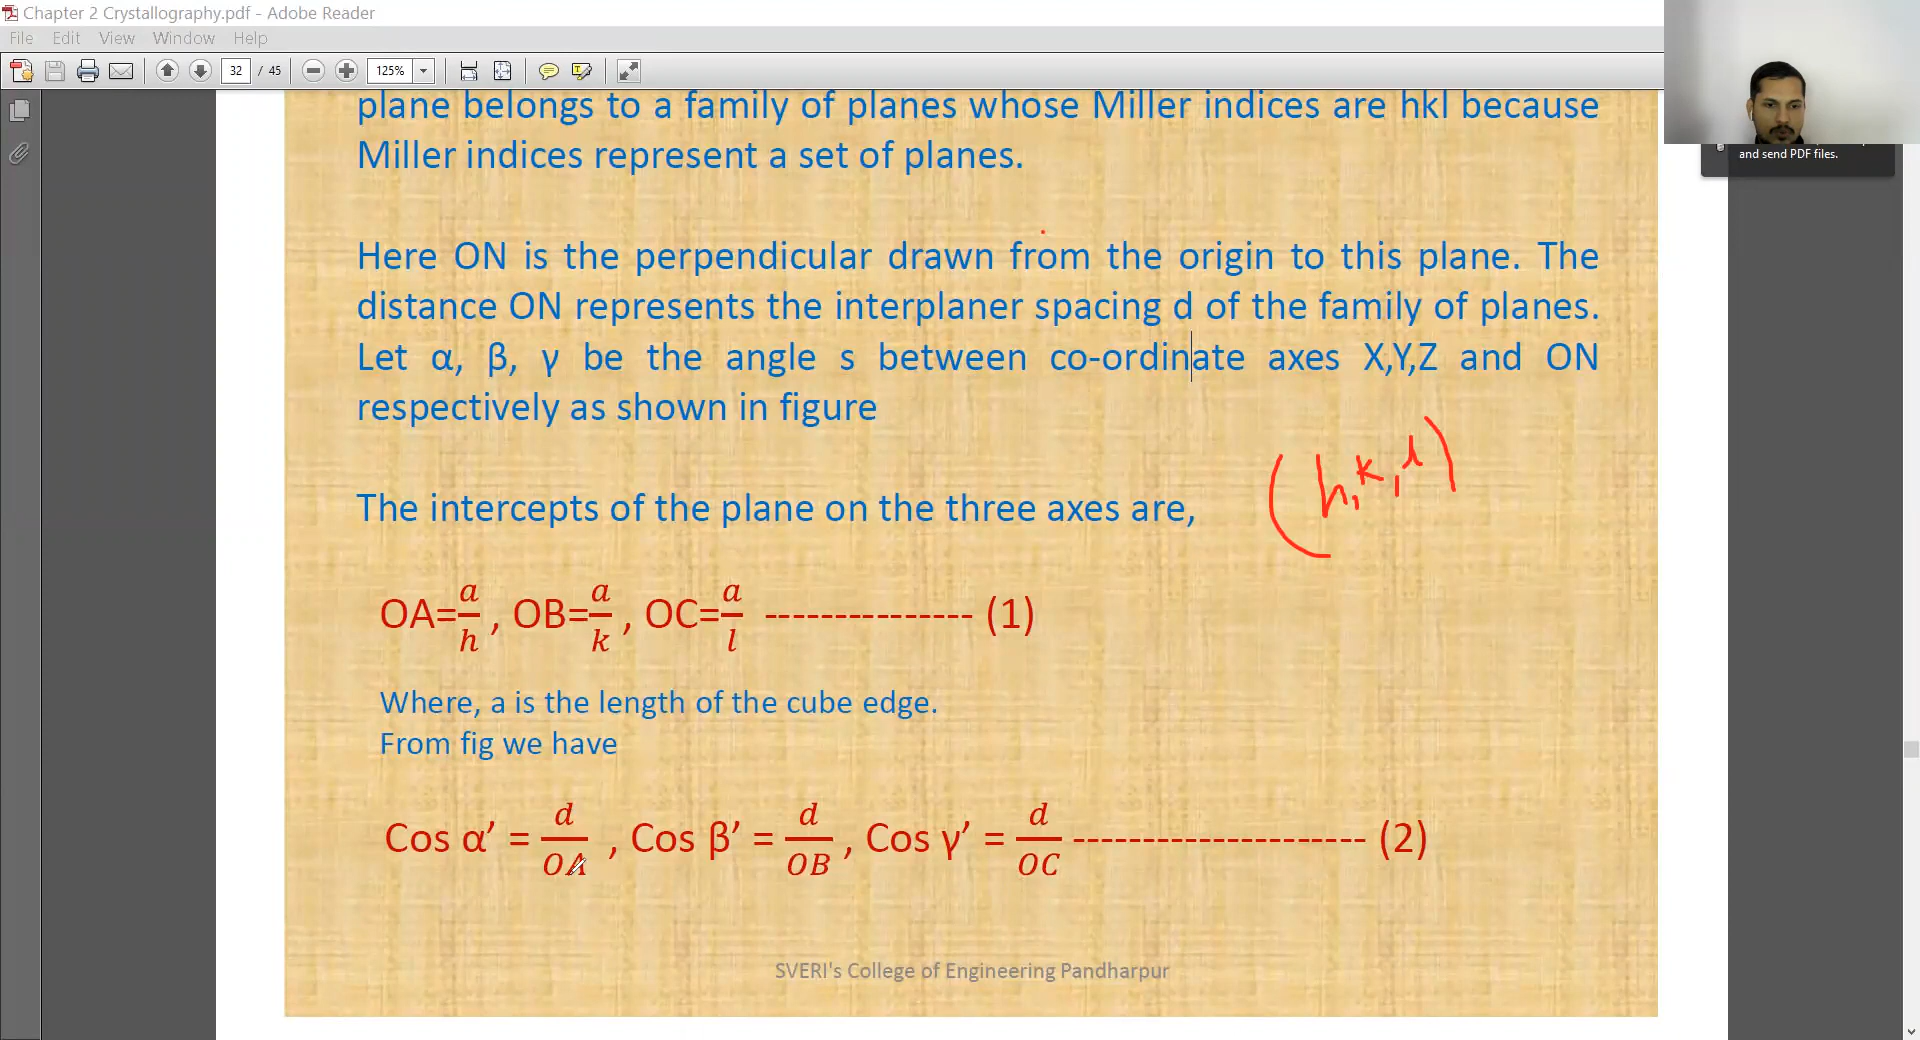 Chapter 2 Crystallography.pdf - Adobe Reader
File Edit View Window Help
32 / 45 125%
and send PDF files.
plane belongs to a family of planes whose Miller indices are hkl because
Miller indices represent a set of planes.
Here ON is the perpendicular drawn from the origin to this plane. The
distance ON represents the interplaner spacing d of the family of planes.
Let α, β, γ be the angle s between co-ordinate axes X,Y,Z and ON
respectively as shown in figure
(h,k,l)
The intercepts of the plane on the three axes are,
OA=a/h , OB=a/k , OC=a/l --------------- (1)
Where, a is the length of the cube edge.
From fig we have
Cos α’ = d/OA , Cos β’ = d/OB , Cos γ’ = d/OC --------------------- (2)
SVERI's College of Engineering Pandharpur